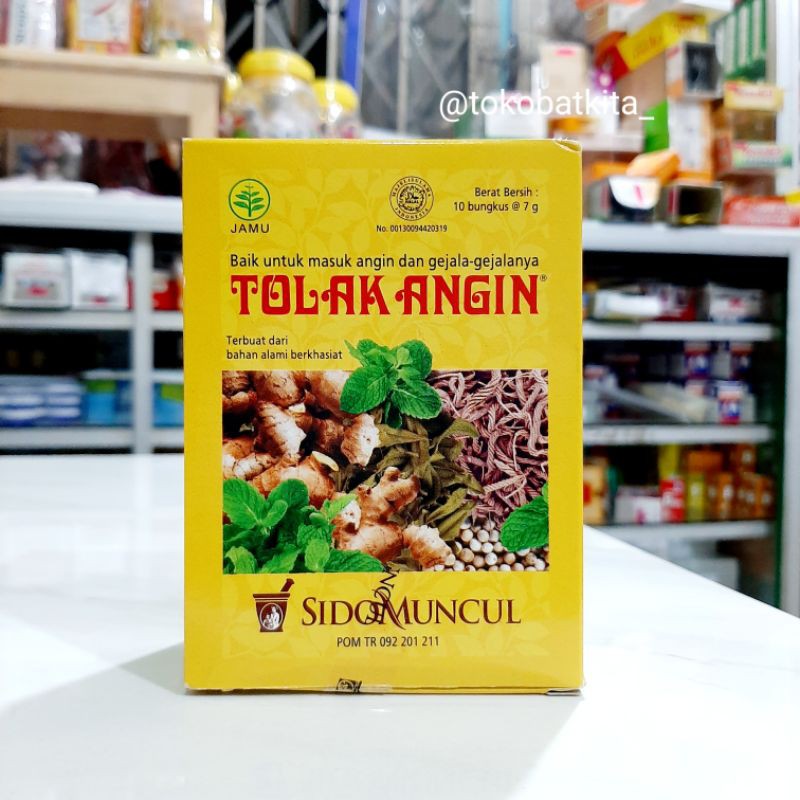 @tokobatkita_
JAMU
No. 00130094420319
Berat Bersih :
10 bungkus @ 7 g
Baik untuk masuk angin dan gejala-gejalanya
TOLAK ANGIN®
Terbuat dari
bahan alami berkhasiat
SIDOMUNCUL
POM TR 092 201 211